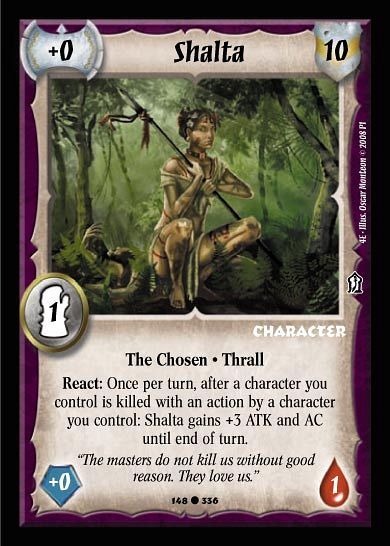 +0
Shalta
10
4E · Illus. Oscar Montoon © 2008 P1
1
CHARACTER
The Chosen • Thrall
React: Once per turn, after a character you
control is killed with an action by a character
you control: Shalta gains +3 ATK and AC
until end of turn.
“The masters do not kill us without good
reason. They love us.”
+0
1
148 ● 336